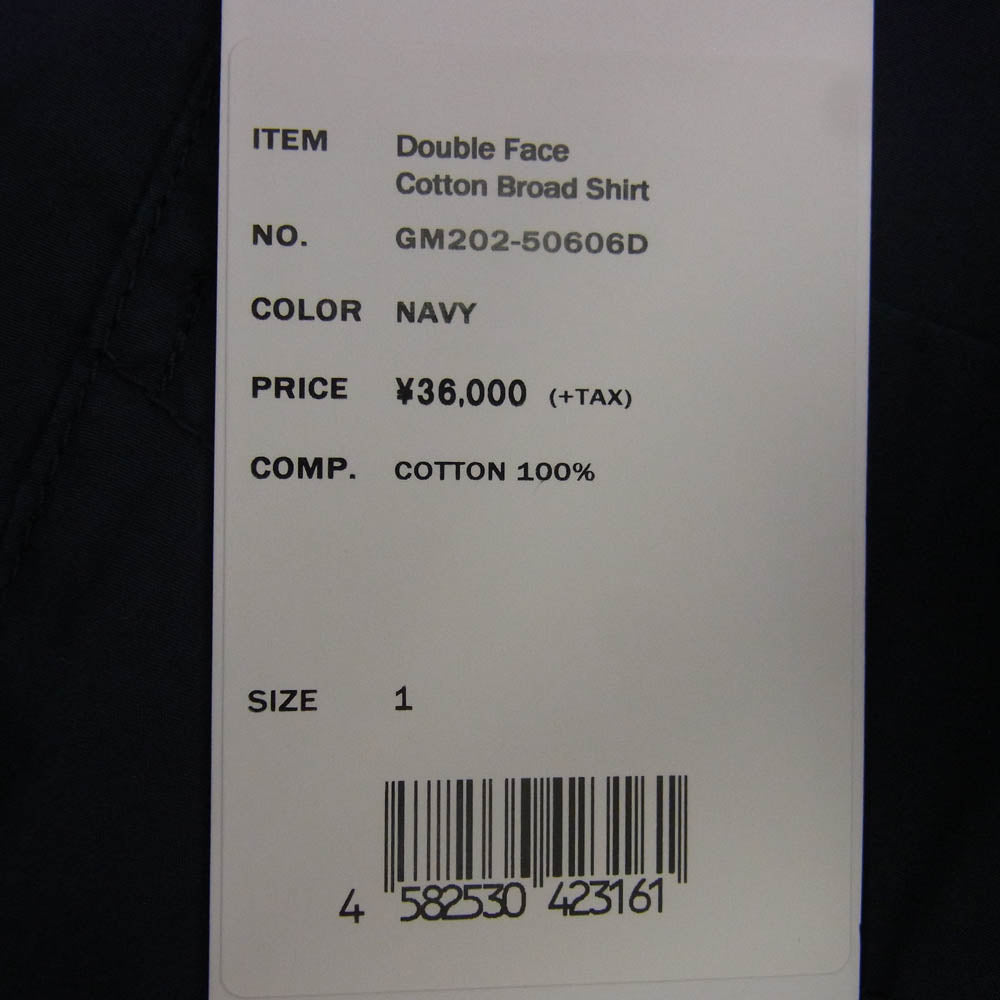 ITEM Double Face
Cotton Broad Shirt
NO. GM202-50606D
COLOR NAVY
PRICE ¥36,000 (+TAX)
COMP. COTTON 100%
SIZE 1
4 582530 423161